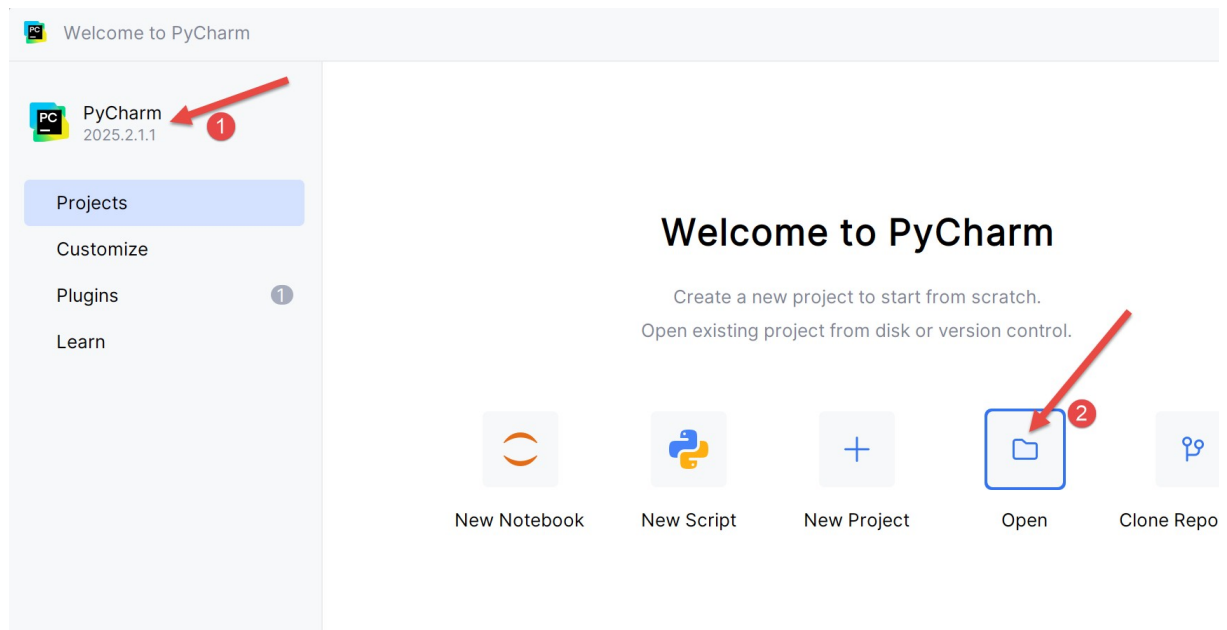 PC
Welcome to PyCharm
PC
PyCharm
2025.2.1.1
1
Projects
Customize
Plugins
1
Learn
Welcome to PyCharm
Create a new project to start from scratch.
Open existing project from disk or version control.
2
New Notebook
New Script
New Project
Open
Clone Repo